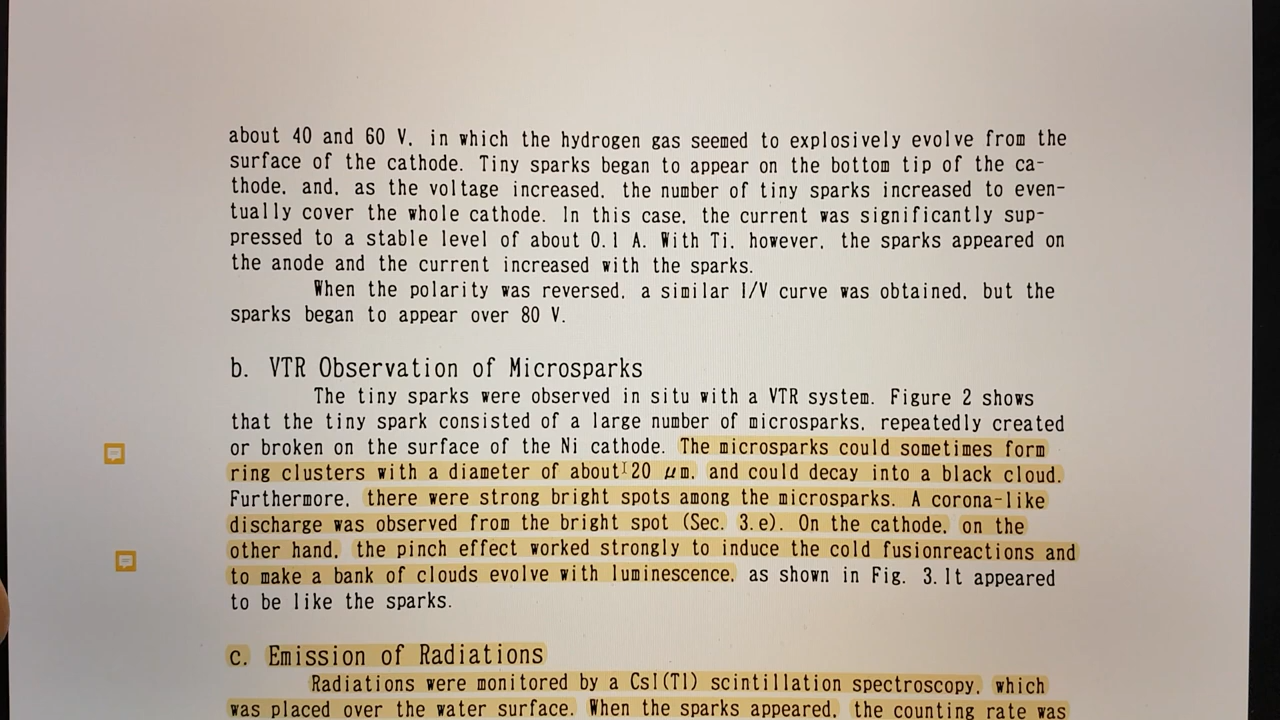 about 40 and 60 V, in which the hydrogen gas seemed to explosively evolve from the
surface of the cathode. Tiny sparks began to appear on the bottom tip of the ca-
thode, and, as the voltage increased, the number of tiny sparks increased to even-
tually cover the whole cathode. In this case, the current was significantly sup-
pressed to a stable level of about 0.1 A. With Ti, however, the sparks appeared on
the anode and the current increased with the sparks.
When the polarity was reversed, a similar I/V curve was obtained, but the
sparks began to appear over 80 V.
b. VTR Observation of Microsparks
The tiny sparks were observed in situ with a VTR system. Figure 2 shows
that the tiny spark consisted of a large number of microsparks, repeatedly created
or broken on the surface of the Ni cathode. The microsparks could sometimes form
ring clusters with a diameter of about 20 μm, and could decay into a black cloud.
Furthermore, there were strong bright spots among the microsparks. A corona-like
discharge was observed from the bright spot (Sec. 3.e). On the cathode, on the
other hand, the pinch effect worked strongly to induce the cold fusionreactions and
to make a bank of clouds evolve with luminescence, as shown in Fig. 3.It appeared
to be like the sparks.
c. Emission of Radiations
Radiations were monitored by a CsI(Tl) scintillation spectroscopy, which
was placed over the water surface. When the sparks appeared, the counting rate was